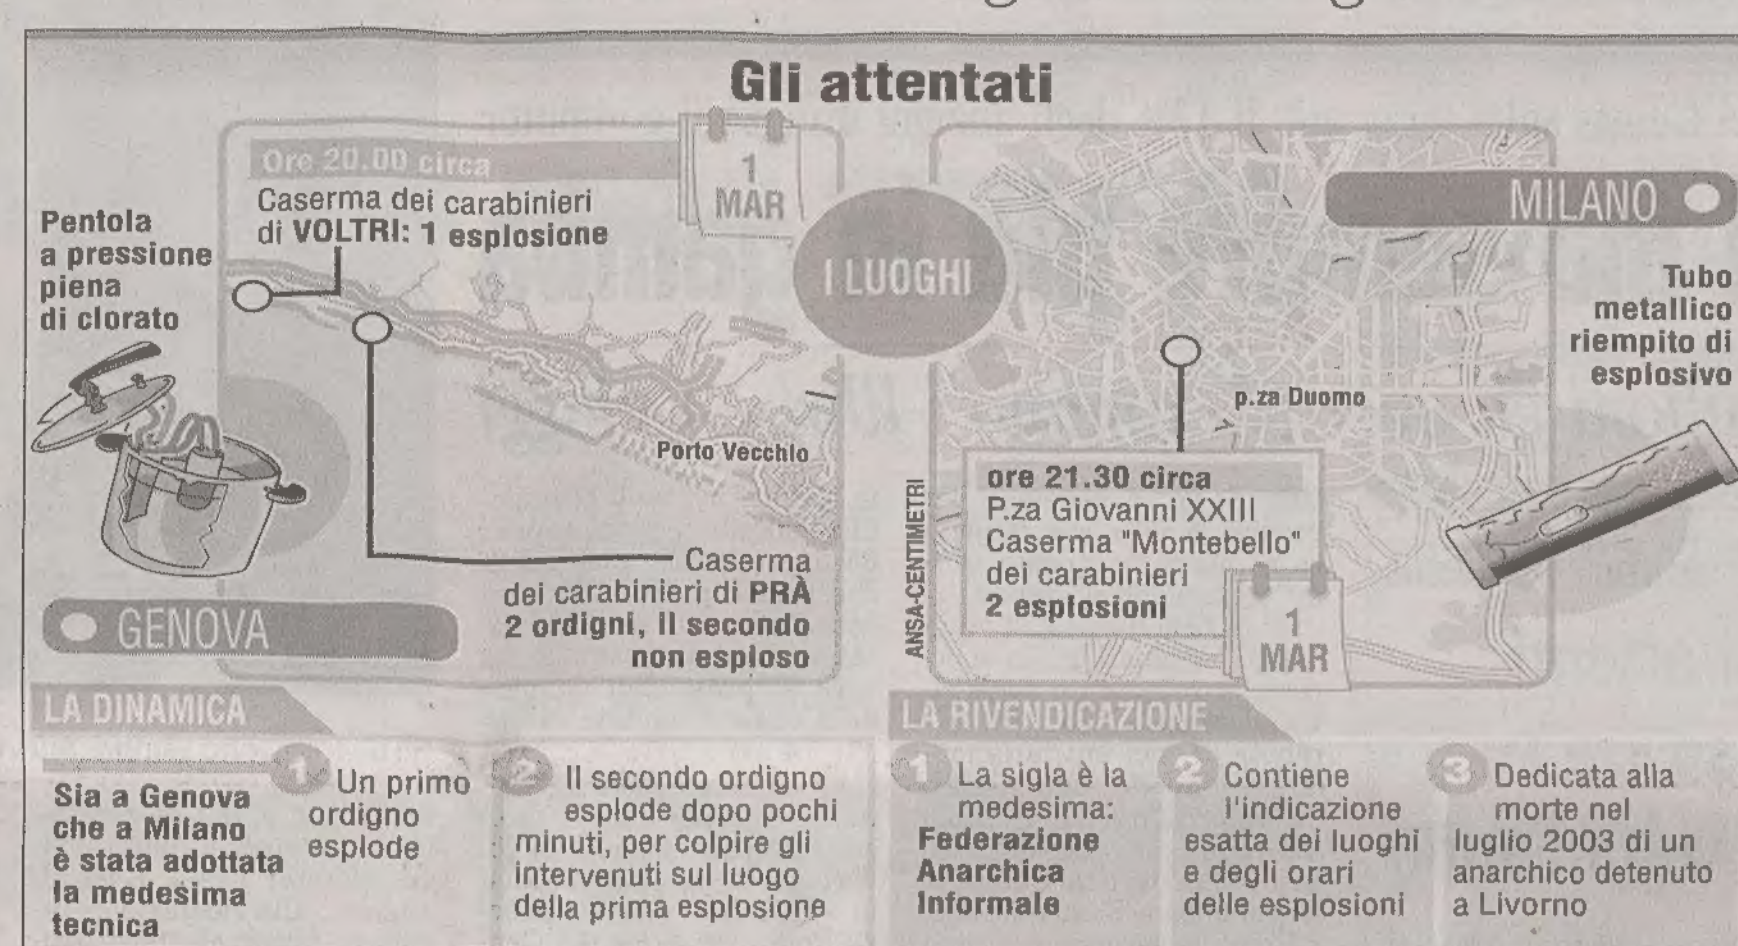 Gli attentati
Ore 20.00 circa
Caserma dei carabinieri
di VOLTRI: 1 esplosione
1
MAR
Pentola
a pressione
piena
di clorato
I LUOGHI
Porto Vecchio
Caserma
dei carabinieri di PRÀ
2 ordigni, il secondo
non esploso
GENOVA
MILANO
Tubo
metallico
riempito di
esplosivo
p.za Duomo
ore 21.30 circa
P.za Giovanni XXIII
Caserma "Montebello"
dei carabinieri
2 esplosioni
1
MAR
ANSA-CENTIMETRI
LA DINAMICA
Sia a Genova
che a Milano
è stata adottata
la medesima
tecnica
1 Un primo
ordigno
esplode
2 Il secondo ordigno
esplode dopo pochi
minuti, per colpire gli
intervenuti sul luogo
della prima esplosione
LA RIVENDICAZIONE
1 La sigla è la
medesima:
Federazione
Anarchica
Informale
2 Contiene
l'indicazione
esatta dei luoghi
e degli orari
delle esplosioni
3 Dedicata alla
morte nel
luglio 2003 di un
anarchico detenuto
a Livorno